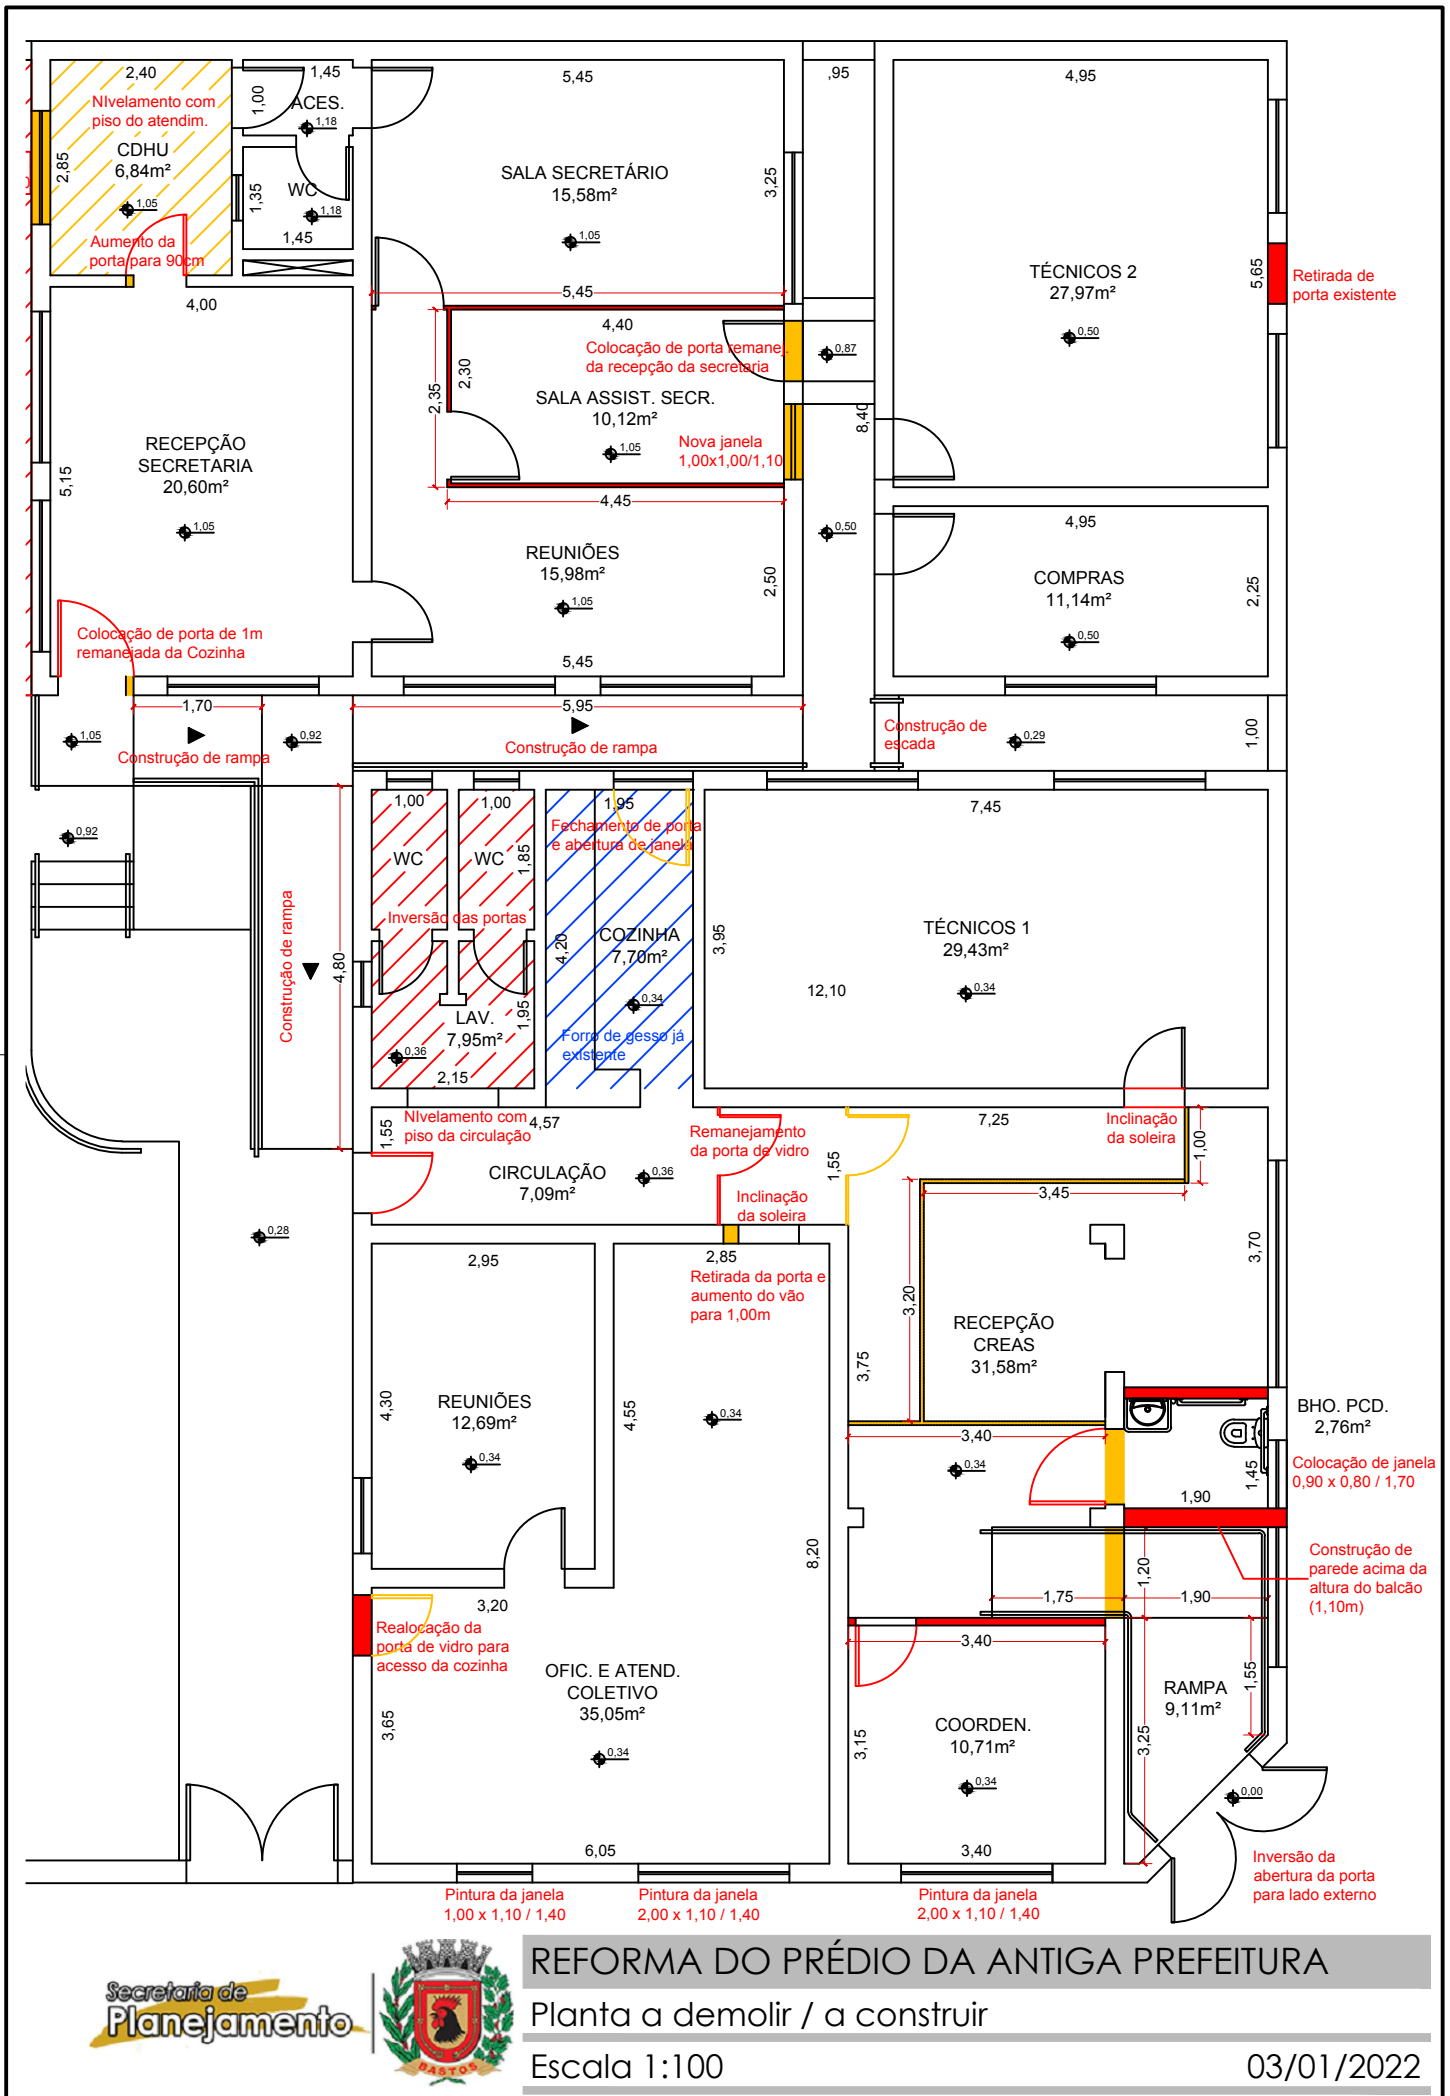 2,40
NIvelamento com
piso do atendim.
CDHU
6,84m²
2,85
1,05
Aumento da
porta para 90cm
1,45
1,00
ACES.
1,18
WC
1,35
1,18
1,45
5,45
SALA SECRETÁRIO
15,58m²
3,25
1,05
5,45
,95
4,95
TÉCNICOS 2
27,97m²
0,50
5,65
Retirada de
porta existente
4,00
RECEPÇÃO
SECRETARIA
20,60m²
5,15
1,05
Colocação de porta de 1m
remanejada da Cozinha
4,40
Colocação de porta remanej.
da recepção da secretaria
2,35
2,30
SALA ASSIST. SECR.
10,12m²
1,05
Nova janela
1,00x1,00/1,10
4,45
0,87
8,40
0,50
REUNIÕES
15,98m²
1,05
2,50
5,45
4,95
COMPRAS
11,14m²
2,25
0,50
1,70
1,05
Construção de rampa
0,92
5,95
Construção de rampa
Construção de
escada
0,29
1,00
0,92
Construção de rampa
4,80
1,00
1,00
WC
WC
1,85
Inversão das portas
LAV.
7,95m²
1,95
0,36
2,15
1,95
Fechamento de porta
e abertura de janela
4,20
COZINHA
7,70m²
0,34
Forro de gesso já
existente
7,45
3,95
TÉCNICOS 1
29,43m²
12,10
0,34
NIvelamento com
piso da circulação
4,57
1,55
CIRCULAÇÃO
7,09m²
0,36
Remanejamento
da porta de vidro
Inclinação
da soleira
1,55
7,25
Inclinação
da soleira
1,00
3,45
0,28
2,95
2,85
Retirada da porta e
aumento do vão
para 1,00m
3,20
3,70
RECEPÇÃO
CREAS
31,58m²
3,75
4,30
REUNIÕES
12,69m²
0,34
4,55
0,34
3,40
0,34
BHO. PCD.
2,76m²
Colocação de janela
0,90 x 0,80 / 1,70
1,45
1,90
8,20
1,20
1,75
1,90
Construção de
parede acima da
altura do balcão
(1,10m)
3,20
Realocação da
porta de vidro para
acesso da cozinha
OFIC. E ATEND.
COLETIVO
35,05m²
3,65
0,34
6,05
3,40
COORDEN.
10,71m²
3,15
0,34
3,40
RAMPA
9,11m²
1,55
3,25
0,00
Inversão da
abertura da porta
para lado externo
Pintura da janela
1,00 x 1,10 / 1,40
Pintura da janela
2,00 x 1,10 / 1,40
Pintura da janela
2,00 x 1,10 / 1,40
Secretaria de
Planejamento
BASTOS
REFORMA DO PRÉDIO DA ANTIGA PREFEITURA
Planta a demolir / a construir
Escala 1:100
03/01/2022